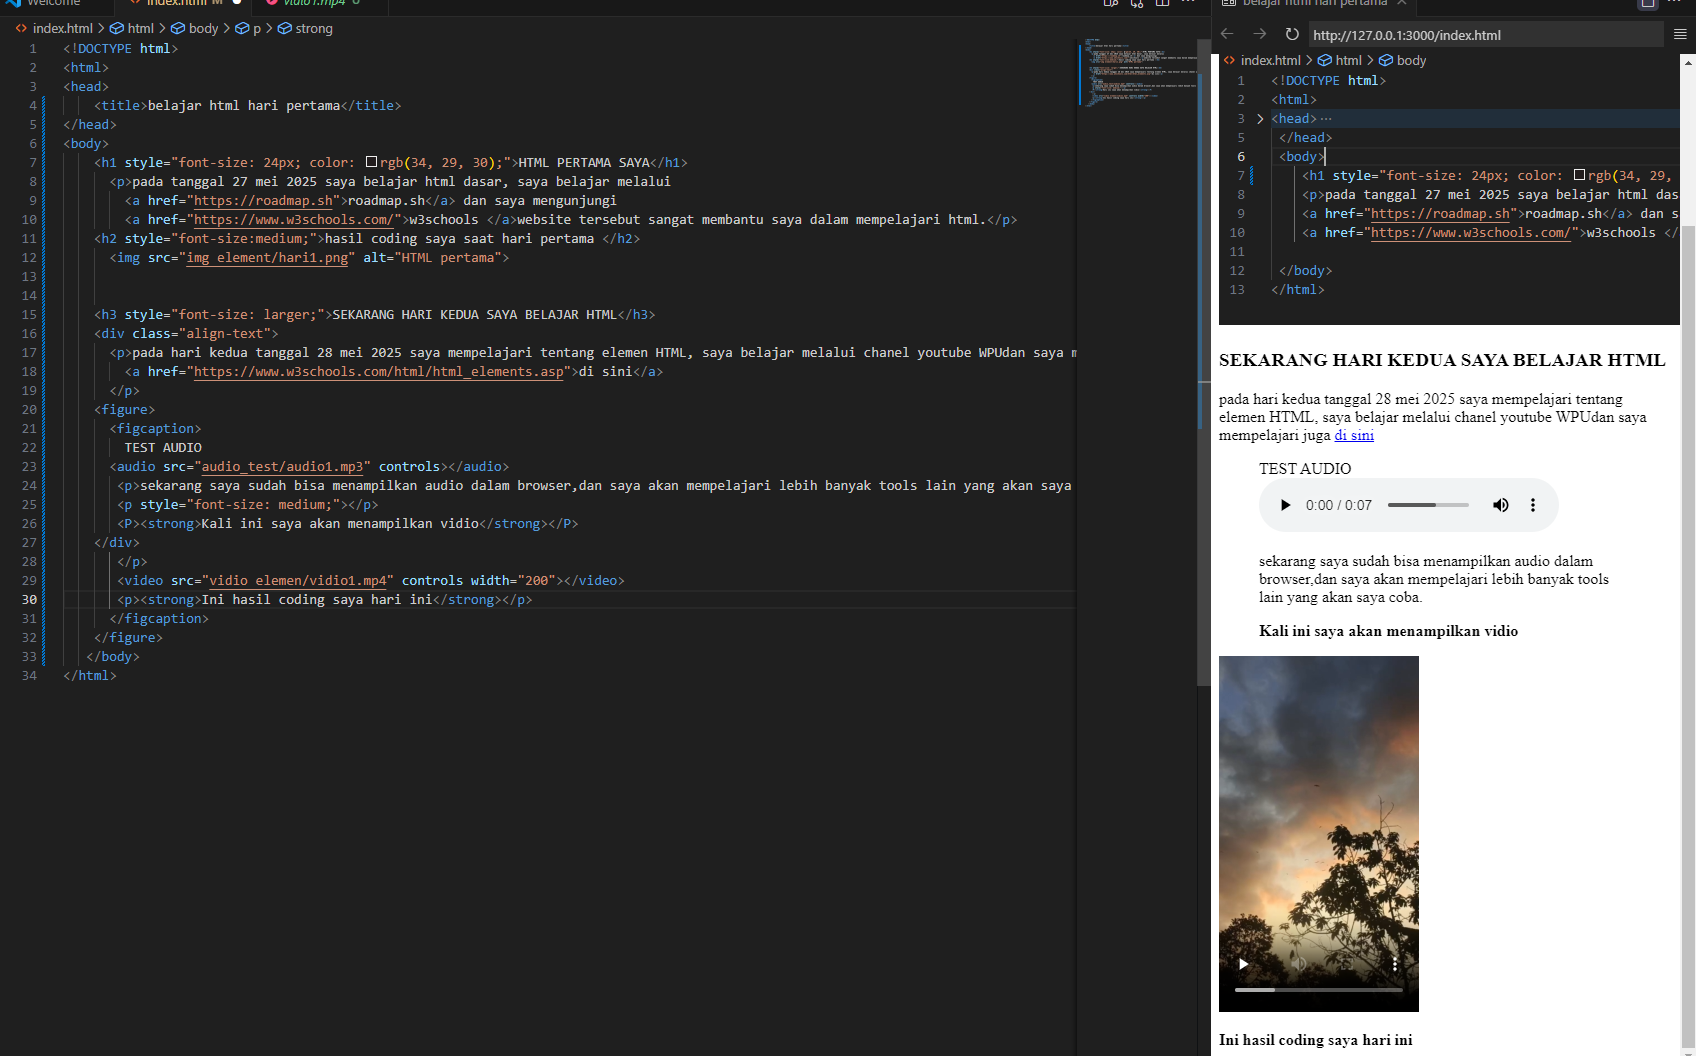 Welcome
index.html M
vidio1.mp4 U
index.html > html > body > p > strong
1 <!DOCTYPE html>
2 <html>
3 <head>
4 <title>belajar html hari pertama</title>
5 </head>
6 <body>
7 <h1 style="font-size: 24px; color: rgb(34, 29, 30);">HTML PERTAMA SAYA</h1>
8 <p>pada tanggal 27 mei 2025 saya belajar html dasar, saya belajar melalui
9 <a href="https://roadmap.sh">roadmap.sh</a> dan saya mengunjungi
10 <a href="https://www.w3schools.com/">w3schools </a>website tersebut sangat membantu saya dalam mempelajari html.</p>
11 <h2 style="font-size:medium;">hasil coding saya saat hari pertama </h2>
12 <img src="img element/hari1.png" alt="HTML pertama">
13
14
15 <h3 style="font-size: larger;">SEKARANG HARI KEDUA SAYA BELAJAR HTML</h3>
16 <div class="align-text">
17 <p>pada hari kedua tanggal 28 mei 2025 saya mempelajari tentang elemen HTML, saya belajar melalui chanel youtube WPUdan saya m
18 <a href="https://www.w3schools.com/html/html_elements.asp">di sini</a>
19 </p>
20 <figure>
21 <figcaption>
22 TEST AUDIO
23 <audio src="audio_test/audio1.mp3" controls></audio>
24 <p>sekarang saya sudah bisa menampilkan audio dalam browser,dan saya akan mempelajari lebih banyak tools lain yang akan saya
25 <p style="font-size: medium;"></p>
26 <P><strong>Kali ini saya akan menampilkan vidio</strong></P>
27 </div>
28 </p>
29 <video src="vidio elemen/vidio1.mp4" controls width="200"></video>
30 <p><strong>Ini hasil coding saya hari ini</strong></p>
31 </figcaption>
32 </figure>
33 </body>
34 </html>
belajar html hari pertama
http://127.0.0.1:3000/index.html
index.html > html > body
1 <!DOCTYPE html>
2 <html>
3 <head> ···
5 </head>
6 <body>
7 <h1 style="font-size: 24px; color: rgb(34, 29,
8 <p>pada tanggal 27 mei 2025 saya belajar html das
9 <a href="https://roadmap.sh">roadmap.sh</a> dan s
10 <a href="https://www.w3schools.com/">w3schools </
11
12 </body>
13 </html>
SEKARANG HARI KEDUA SAYA BELAJAR HTML
pada hari kedua tanggal 28 mei 2025 saya mempelajari tentang
elemen HTML, saya belajar melalui chanel youtube WPUdan saya
mempelajari juga di sini
TEST AUDIO
0:00 / 0:07
sekarang saya sudah bisa menampilkan audio dalam
browser,dan saya akan mempelajari lebih banyak tools
lain yang akan saya coba.
Kali ini saya akan menampilkan vidio
Ini hasil coding saya hari ini